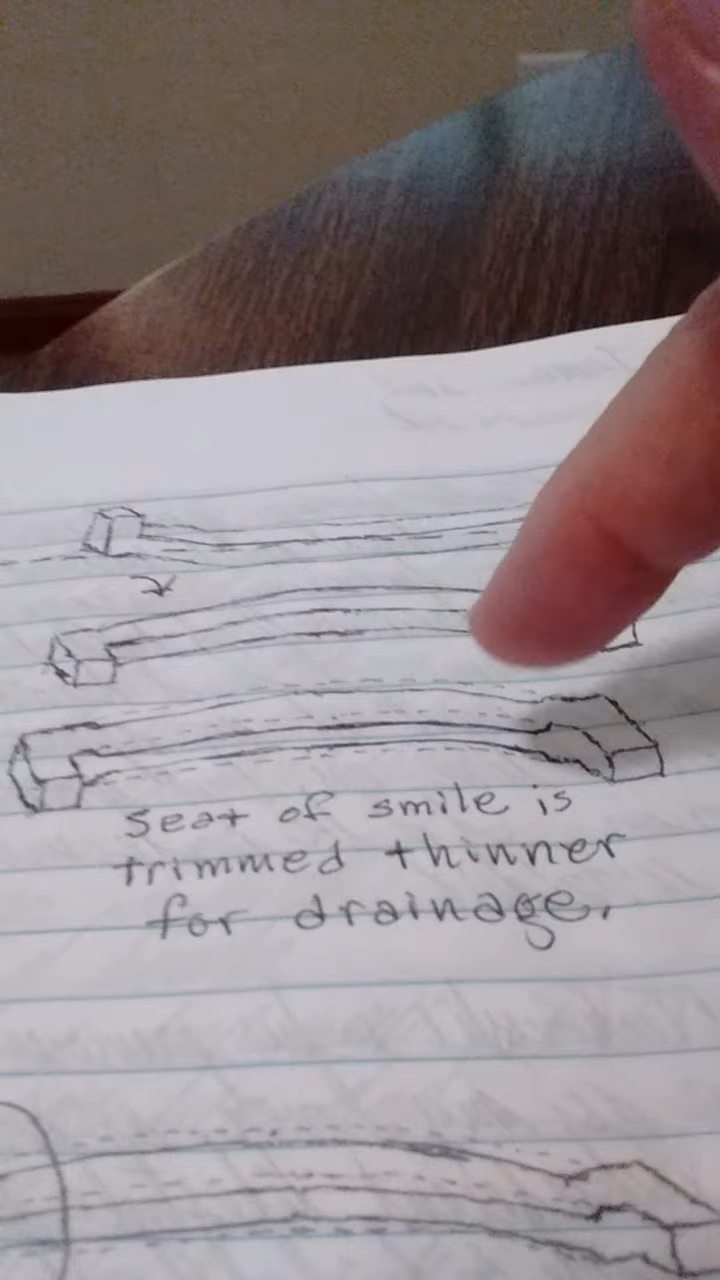 Seat of smile is
trimmed thinner
for drainage.